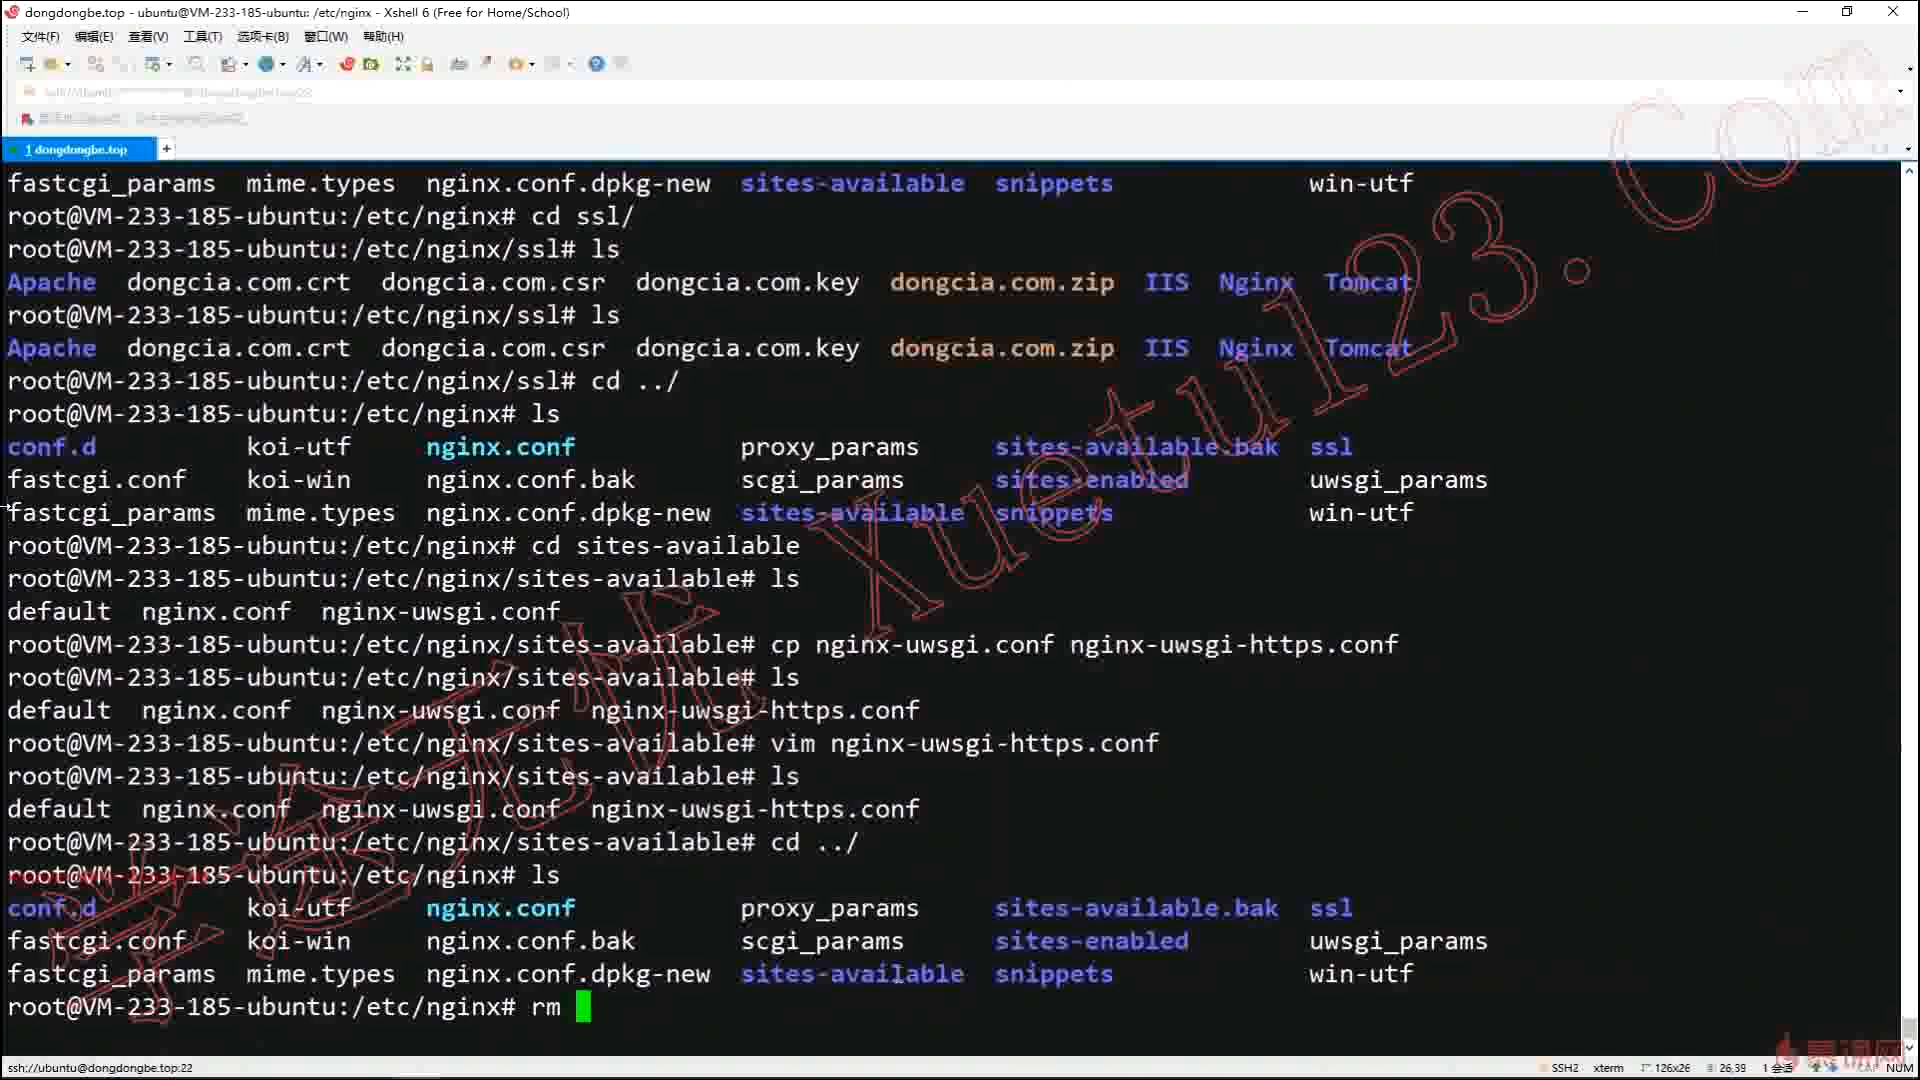 dongdongbe.top - ubuntu@VM-233-185-ubuntu: /etc/nginx - Xshell 6 (Free for Home/School)
文件(F) 编辑(E) 查看(V) 工具(T) 选项卡(B) 窗口(W) 帮助(H)
1 dongdongbe.top +
fastcgi_params mime.types nginx.conf.dpkg-new sites-available snippets win-utf
root@VM-233-185-ubuntu:/etc/nginx# cd ssl/
root@VM-233-185-ubuntu:/etc/nginx/ssl# ls
Apache dongcia.com.crt dongcia.com.csr dongcia.com.key dongcia.com.zip IIS Nginx Tomcat
root@VM-233-185-ubuntu:/etc/nginx/ssl# ls
Apache dongcia.com.crt dongcia.com.csr dongcia.com.key dongcia.com.zip IIS Nginx Tomcat
root@VM-233-185-ubuntu:/etc/nginx/ssl# cd ../
root@VM-233-185-ubuntu:/etc/nginx# ls
conf.d koi-utf nginx.conf proxy_params sites-available.bak ssl
fastcgi.conf koi-win nginx.conf.bak scgi_params sites-enabled uwsgi_params
fastcgi_params mime.types nginx.conf.dpkg-new sites-available snippets win-utf
root@VM-233-185-ubuntu:/etc/nginx# cd sites-available
root@VM-233-185-ubuntu:/etc/nginx/sites-available# ls
default nginx.conf nginx-uwsgi.conf
root@VM-233-185-ubuntu:/etc/nginx/sites-available# cp nginx-uwsgi.conf nginx-uwsgi-https.conf
root@VM-233-185-ubuntu:/etc/nginx/sites-available# ls
default nginx.conf nginx-uwsgi.conf nginx-uwsgi-https.conf
root@VM-233-185-ubuntu:/etc/nginx/sites-available# vim nginx-uwsgi-https.conf
root@VM-233-185-ubuntu:/etc/nginx/sites-available# ls
default nginx.conf nginx-uwsgi.conf nginx-uwsgi-https.conf
root@VM-233-185-ubuntu:/etc/nginx/sites-available# cd ../
root@VM-233-185-ubuntu:/etc/nginx# ls
conf.d koi-utf nginx.conf proxy_params sites-available.bak ssl
fastcgi.conf koi-win nginx.conf.bak scgi_params sites-enabled uwsgi_params
fastcgi_params mime.types nginx.conf.dpkg-new sites-available snippets win-utf
root@VM-233-185-ubuntu:/etc/nginx# rm
学途无忧 Xuetu123.Com
慕课网
ssh://ubuntu@dongdongbe.top:22 SSH2 xterm 126x26 26,39 1 会话 CAP NUM